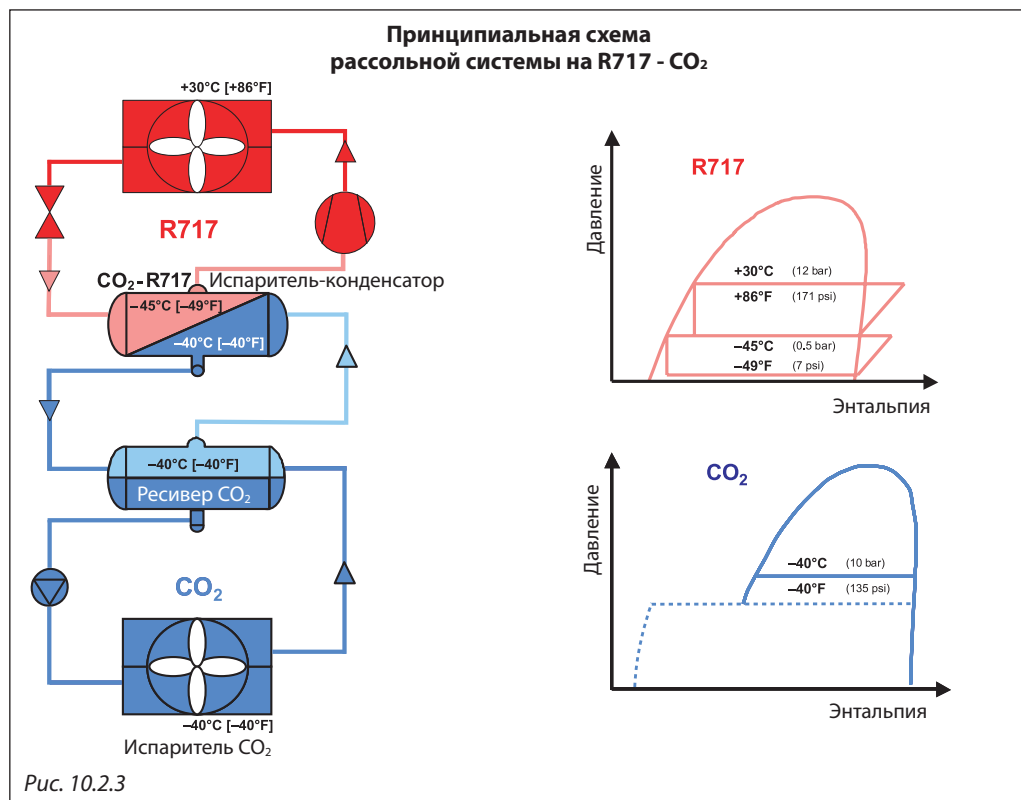 Принципиальная схема
рассольной системы на R717 - CO₂
+30°C [+86°F]
R717
CO₂-R717 Испаритель-конденсатор
–45°C [–49°F]
–40°C [–40°F]
–40°C [–40°F]
Ресивер CO₂
CO₂
–40°C [–40°F]
Испаритель CO₂
Давление
R717
+30°C (12 bar)
+86°F (171 psi)
–45°C (0.5 bar)
–49°F (7 psi)
Энтальпия
Давление
CO₂
–40°C (10 bar)
–40°F (135 psi)
Энтальпия
Рис. 10.2.3